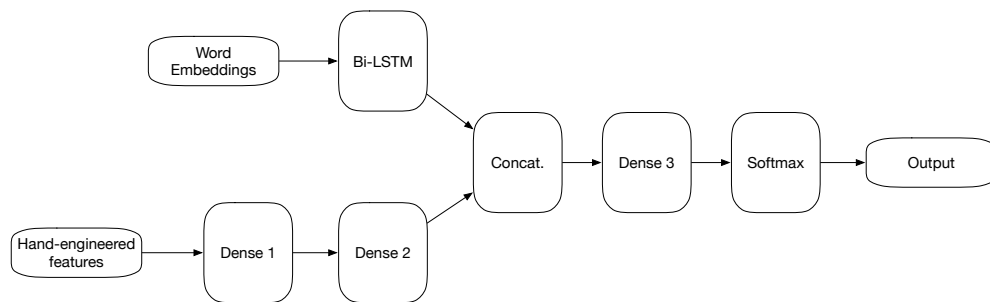 Word
Embeddings
Bi-LSTM
Concat.
Dense 3
Softmax
Output
Hand-engineered
features
Dense 1
Dense 2